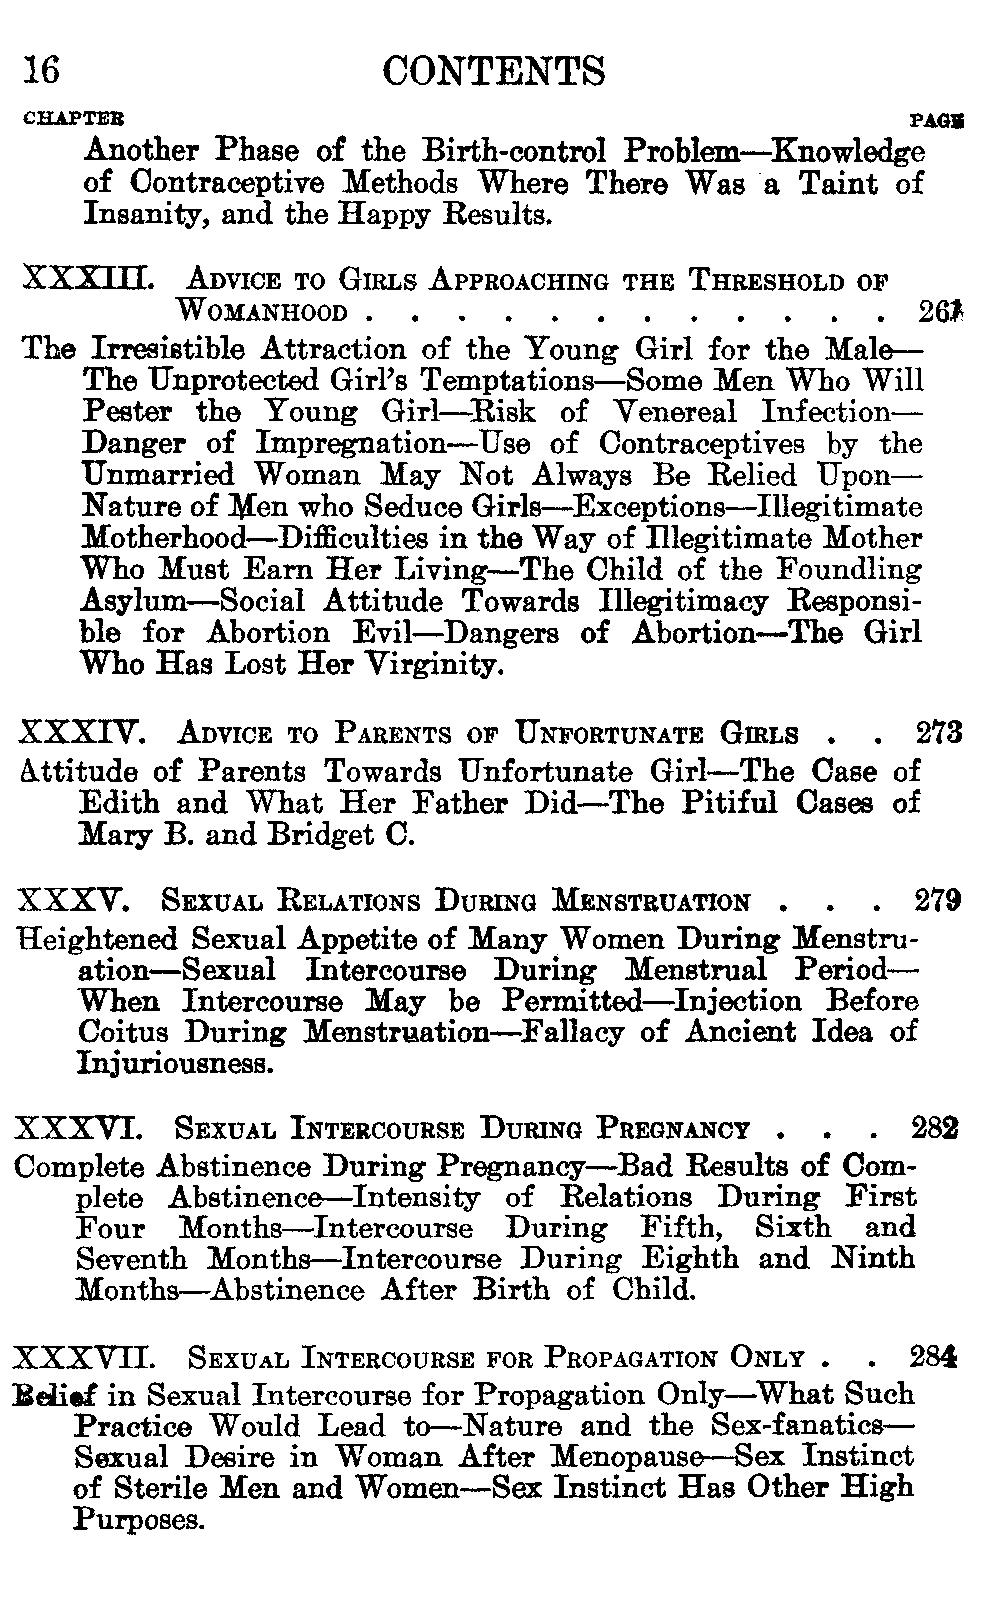 16 CONTENTS
CHAPTER PAGE
Another Phase of the Birth-control Problem—Knowledge
of Contraceptive Methods Where There Was a Taint of
Insanity, and the Happy Results.
XXXIII. ADVICE TO GIRLS APPROACHING THE THRESHOLD OF
WOMANHOOD . . . . . . . . . . . . 261
The Irresistible Attraction of the Young Girl for the Male—
The Unprotected Girl's Temptations—Some Men Who Will
Pester the Young Girl—Risk of Venereal Infection—
Danger of Impregnation—Use of Contraceptives by the
Unmarried Woman May Not Always Be Relied Upon—
Nature of Men who Seduce Girls—Exceptions—Illegitimate
Motherhood—Difficulties in the Way of Illegitimate Mother
Who Must Earn Her Living—The Child of the Foundling
Asylum—Social Attitude Towards Illegitimacy Responsi-
ble for Abortion Evil—Dangers of Abortion—The Girl
Who Has Lost Her Virginity.
XXXIV. ADVICE TO PARENTS OF UNFORTUNATE GIRLS . . 273
Attitude of Parents Towards Unfortunate Girl—The Case of
Edith and What Her Father Did—The Pitiful Cases of
Mary B. and Bridget C.
XXXV. SEXUAL RELATIONS DURING MENSTRUATION . . . 279
Heightened Sexual Appetite of Many Women During Menstru-
ation—Sexual Intercourse During Menstrual Period—
When Intercourse May be Permitted—Injection Before
Coitus During Menstruation—Fallacy of Ancient Idea of
Injuriousness.
XXXVI. SEXUAL INTERCOURSE DURING PREGNANCY . . . 282
Complete Abstinence During Pregnancy—Bad Results of Com-
plete Abstinence—Intensity of Relations During First
Four Months—Intercourse During Fifth, Sixth and
Seventh Months—Intercourse During Eighth and Ninth
Months—Abstinence After Birth of Child.
XXXVII. SEXUAL INTERCOURSE FOR PROPAGATION ONLY . . 284
Belief in Sexual Intercourse for Propagation Only—What Such
Practice Would Lead to—Nature and the Sex-fanatics—
Sexual Desire in Woman After Menopause—Sex Instinct
of Sterile Men and Women—Sex Instinct Has Other High
Purposes.